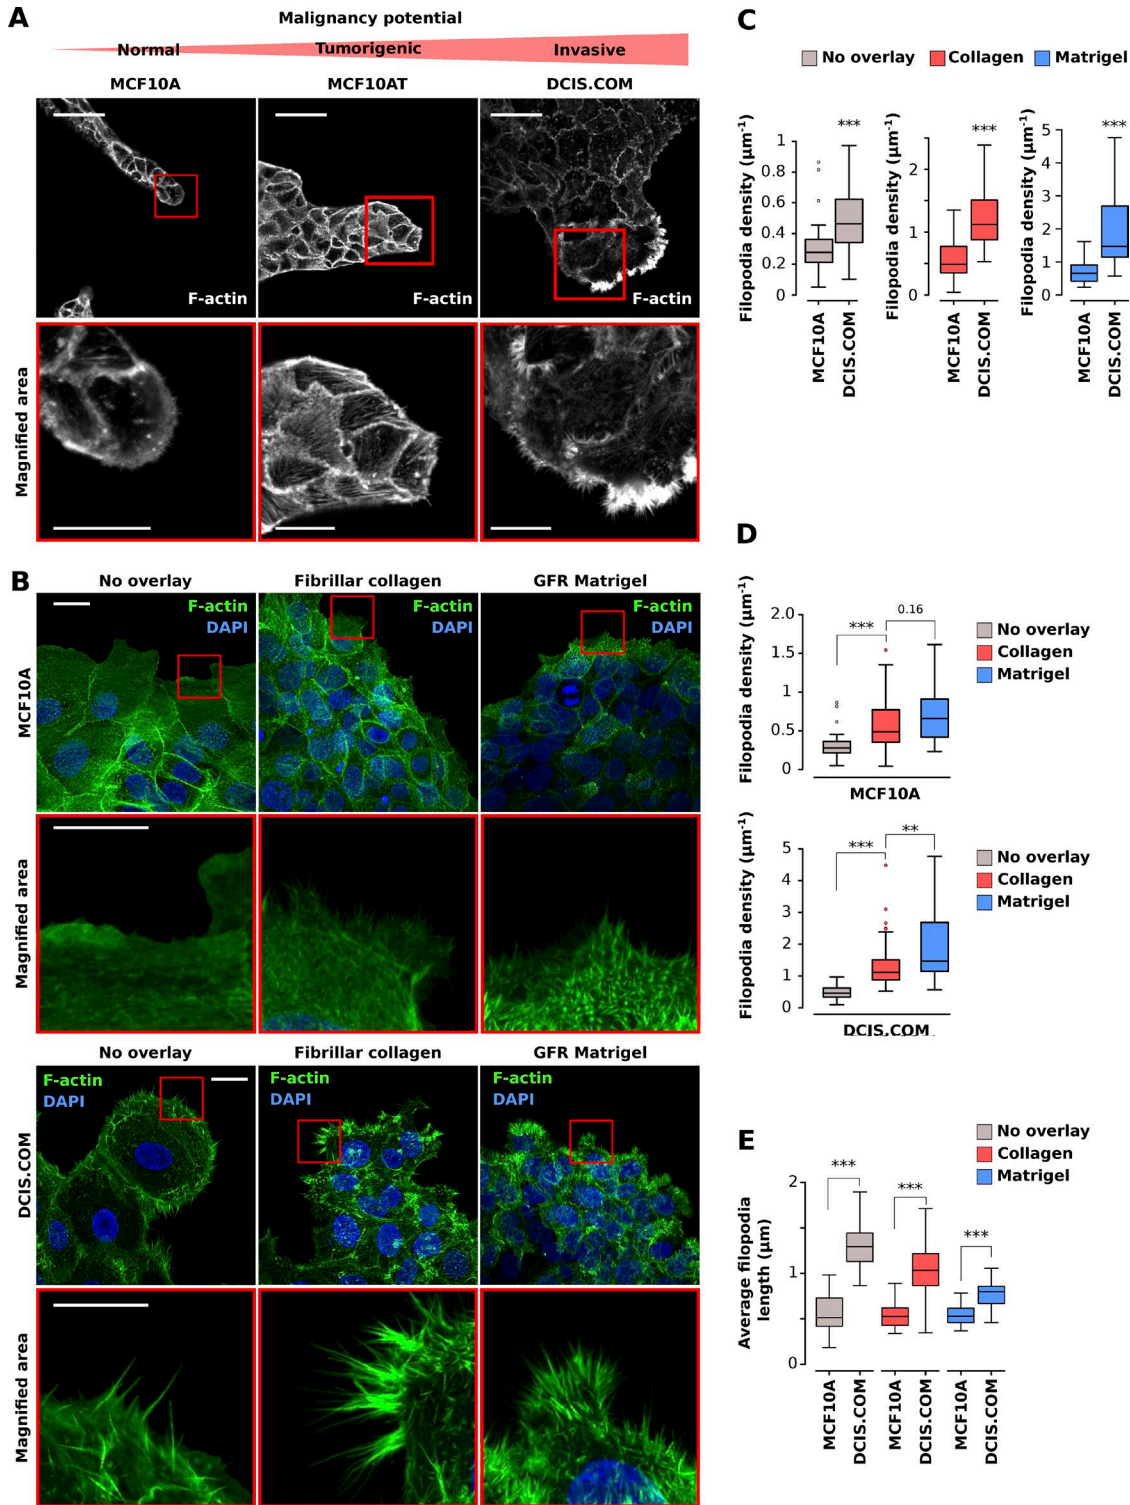 A
Malignancy potential
Normal
Tumorigenic
Invasive
MCF10A
MCF10AT
DCIS.COM
F-actin
F-actin
F-actin
Magnified area
B
No overlay
Fibrillar collagen
GFR Matrigel
MCF10A
F-actin
DAPI
F-actin
DAPI
F-actin
DAPI
Magnified area
No overlay
Fibrillar collagen
GFR Matrigel
DCIS.COM
F-actin
DAPI
F-actin
DAPI
F-actin
DAPI
Magnified area
C
No overlay
Collagen
Matrigel
Filopodia density (µm⁻¹)
1
0.8
0.6
0.4
0.2
0
***
MCF10A
DCIS.COM
Filopodia density (µm⁻¹)
2
1
0
***
MCF10A
DCIS.COM
Filopodia density (µm⁻¹)
5
4
3
2
1
0
***
MCF10A
DCIS.COM
D
Filopodia density (µm⁻¹)
2.0
1.5
1
0.5
0
***
0.16
MCF10A
No overlay
Collagen
Matrigel
Filopodia density (µm⁻¹)
5
4
3
2
1
0
***
**
DCIS.COM
No overlay
Collagen
Matrigel
E
No overlay
Collagen
Matrigel
Average filopodia
length (µm)
2
1
0
***
***
***
MCF10A
DCIS.COM
MCF10A
DCIS.COM
MCF10A
DCIS.COM